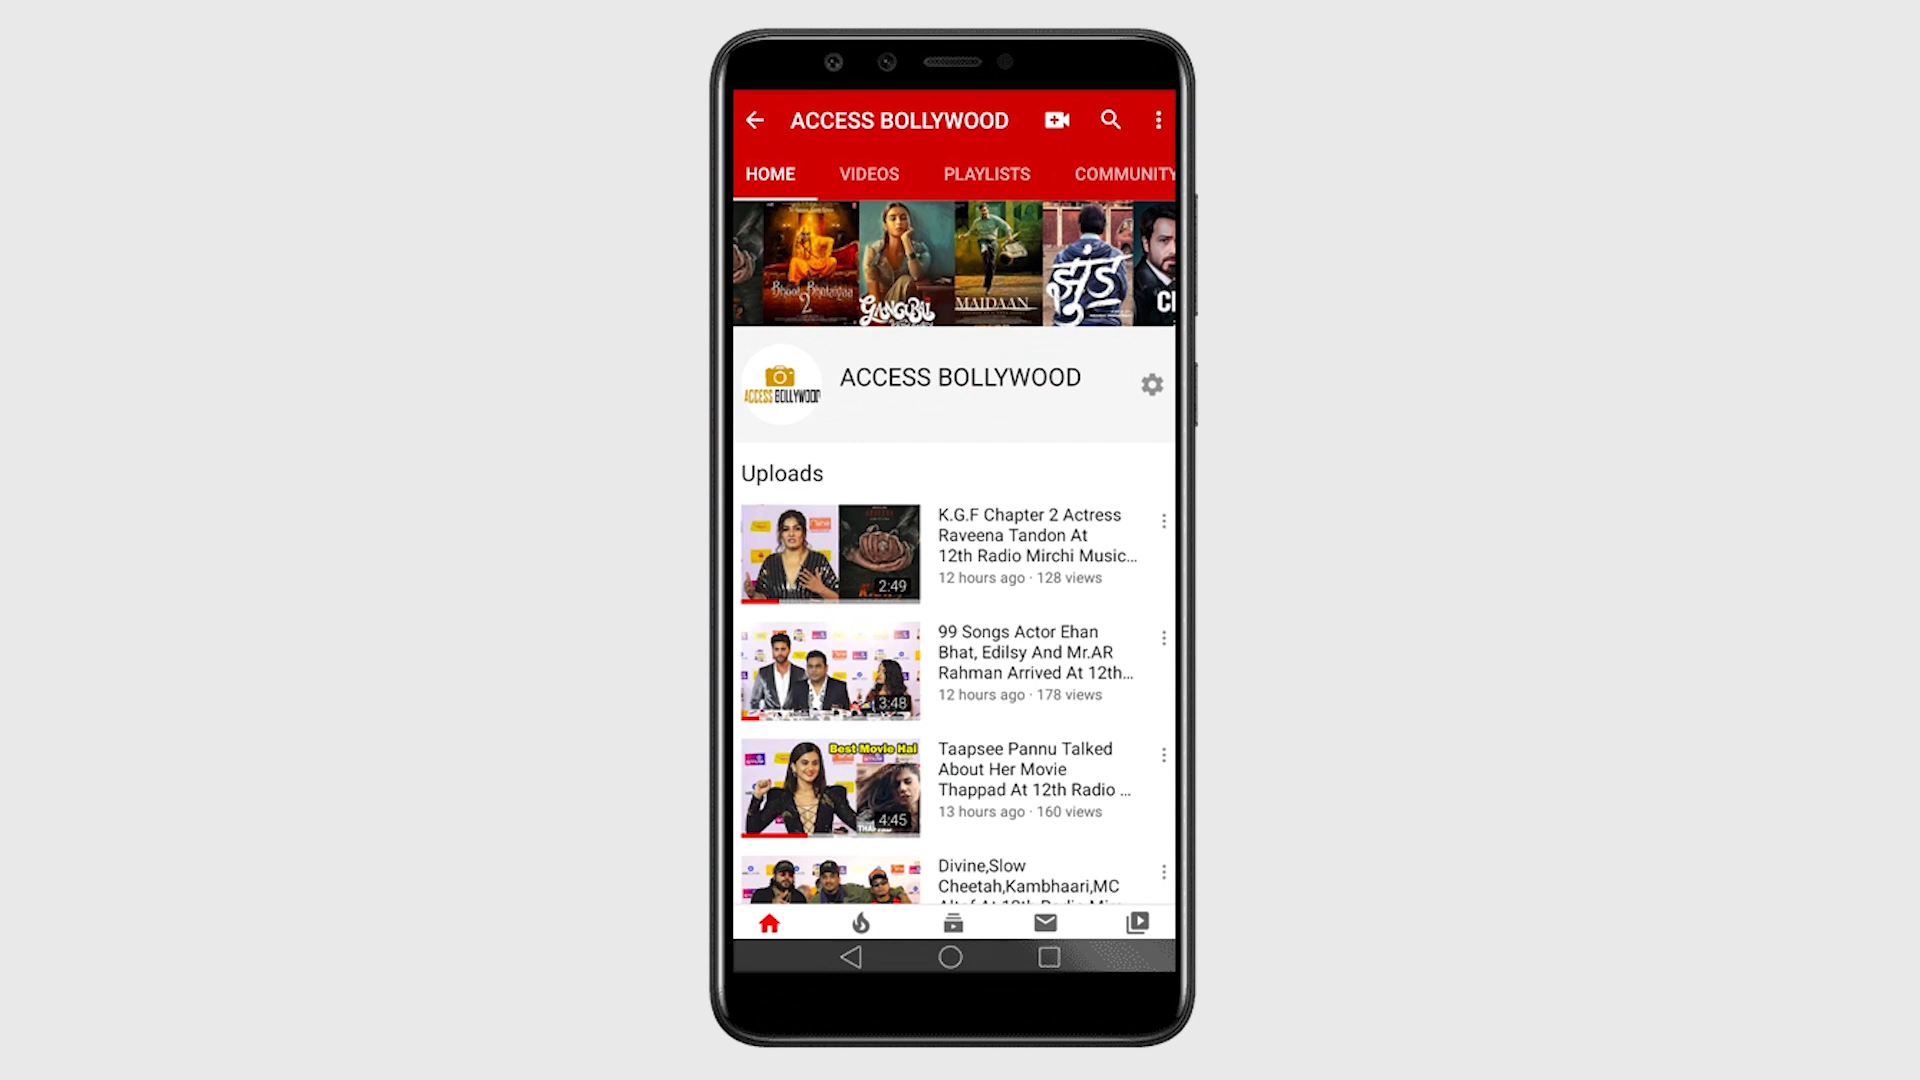 ACCESS BOLLYWOOD
HOME VIDEOS PLAYLISTS COMMUNITY
Bhool Bhulaiyaa
2
GANGUBAI
MAIDAAN
झुंड
ACCESS BOLLYWOOD
ACCESS BOLLYWOOD
Uploads
K.G.F Chapter 2 Actress
Raveena Tandon At
12th Radio Mirchi Music...
12 hours ago · 128 views
2:49
99 Songs Actor Ehan
Bhat, Edilsy And Mr.AR
Rahman Arrived At 12th...
12 hours ago · 178 views
3:48
Best Movie Hai
Taapsee Pannu Talked
About Her Movie
Thappad At 12th Radio ...
13 hours ago · 160 views
4:45
Divine,Slow
Cheetah,Kambhaari,MC